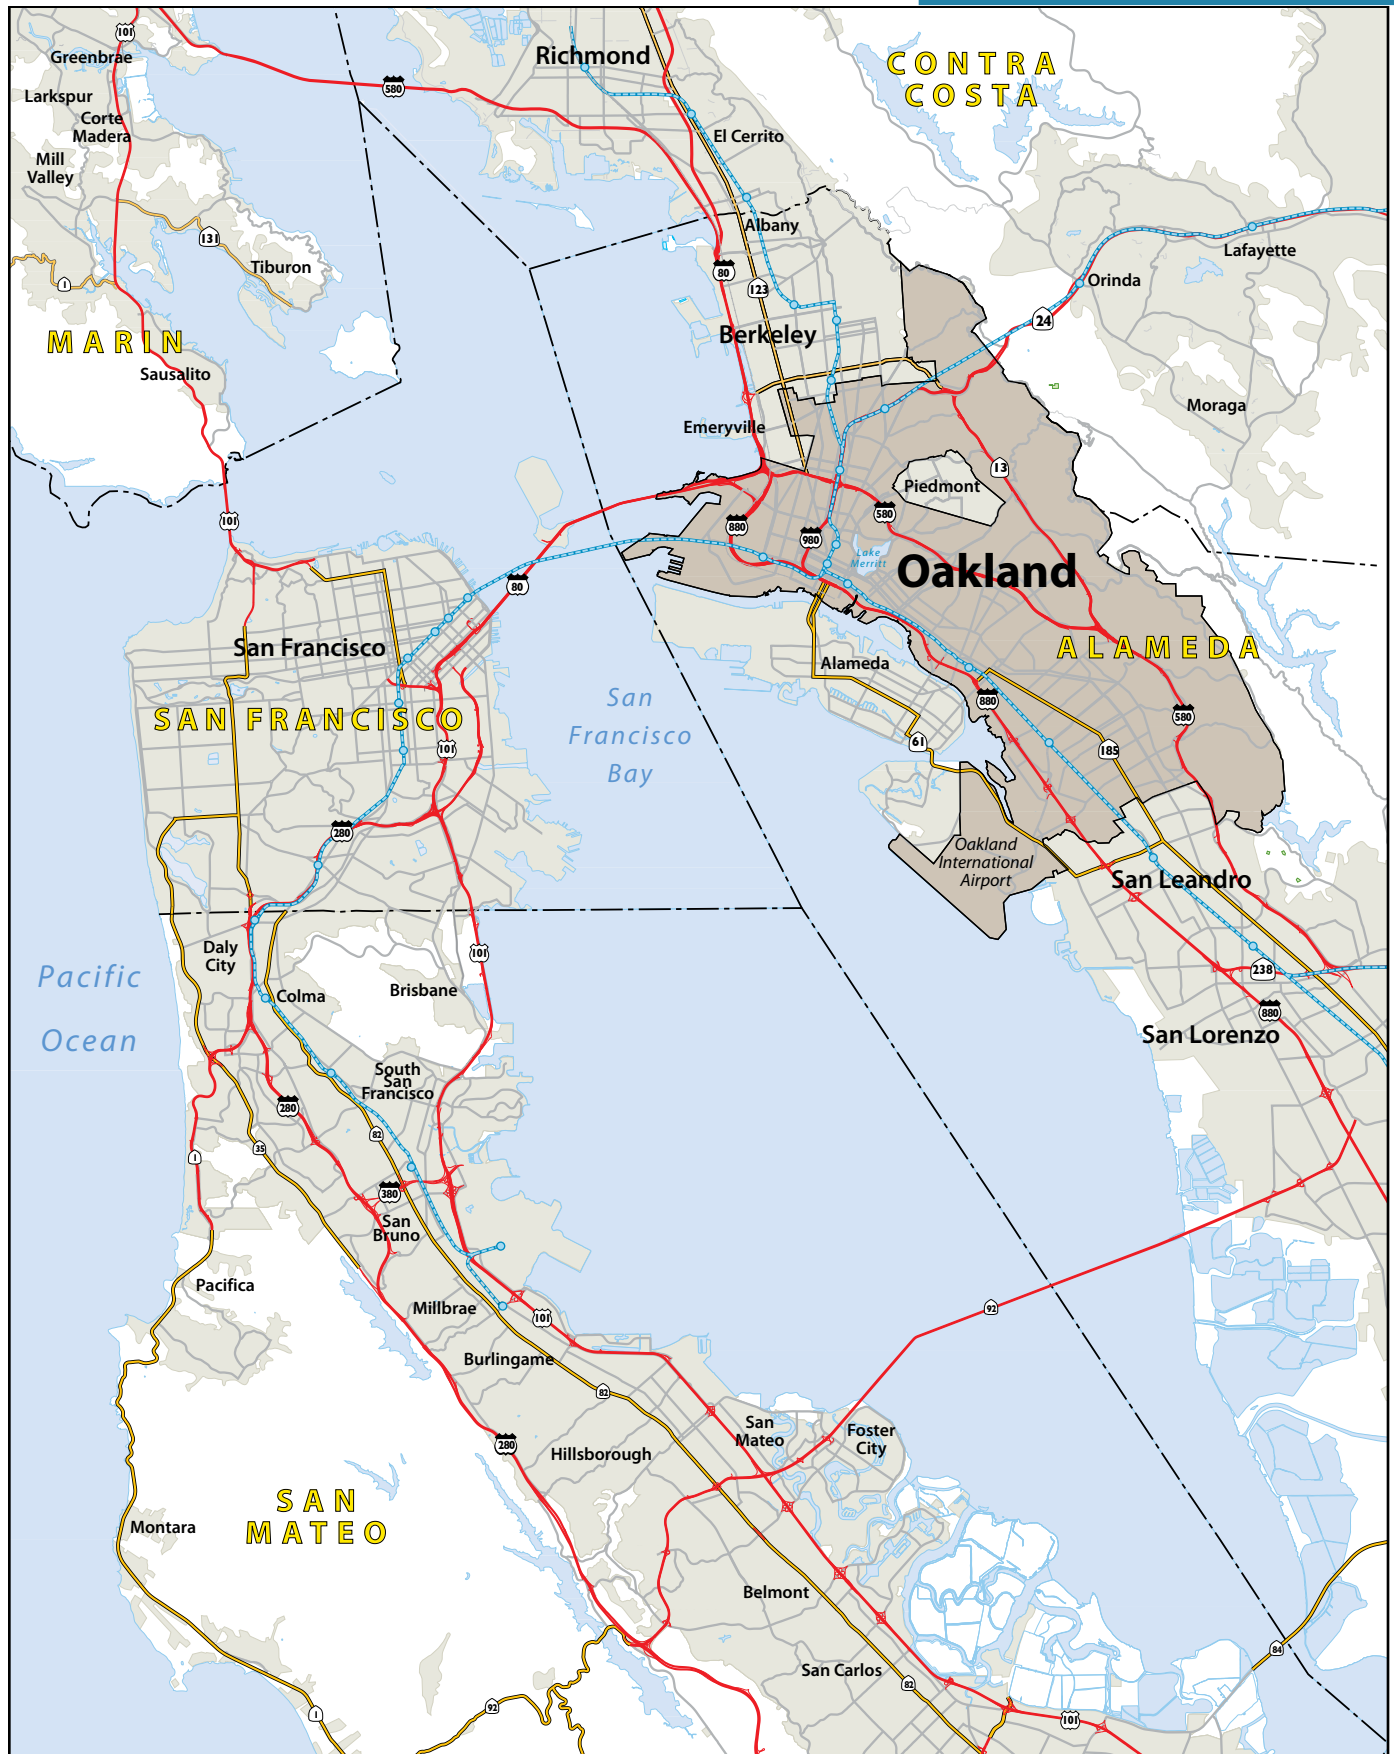 101
Greenbrae
Richmond
CONTRA
COSTA
580
Larkspur
Corte
Madera
El Cerrito
Mill
Valley
Albany
131
Tiburon
Lafayette
80
Orinda
1
123
24
MARIN
Berkeley
Sausalito
Moraga
Emeryville
13
Piedmont
101
880
580
980
Lake
Merritt
Oakland
80
San Francisco
ALAMEDA
Alameda
San
Francisco
Bay
SAN FRANCISCO
880
580
61
101
185
280
Oakland
International
Airport
San Leandro
Daly
City
101
238
Pacific
Ocean
Colma
Brisbane
880
San Lorenzo
South
San
Francisco
280
82
35
1
380
San
Bruno
Pacifica
Millbrae
101
92
Burlingame
82
San
Mateo
Foster
City
280
Hillsborough
SAN
MATEO
Montara
Belmont
84
San Carlos
82
92
1
101